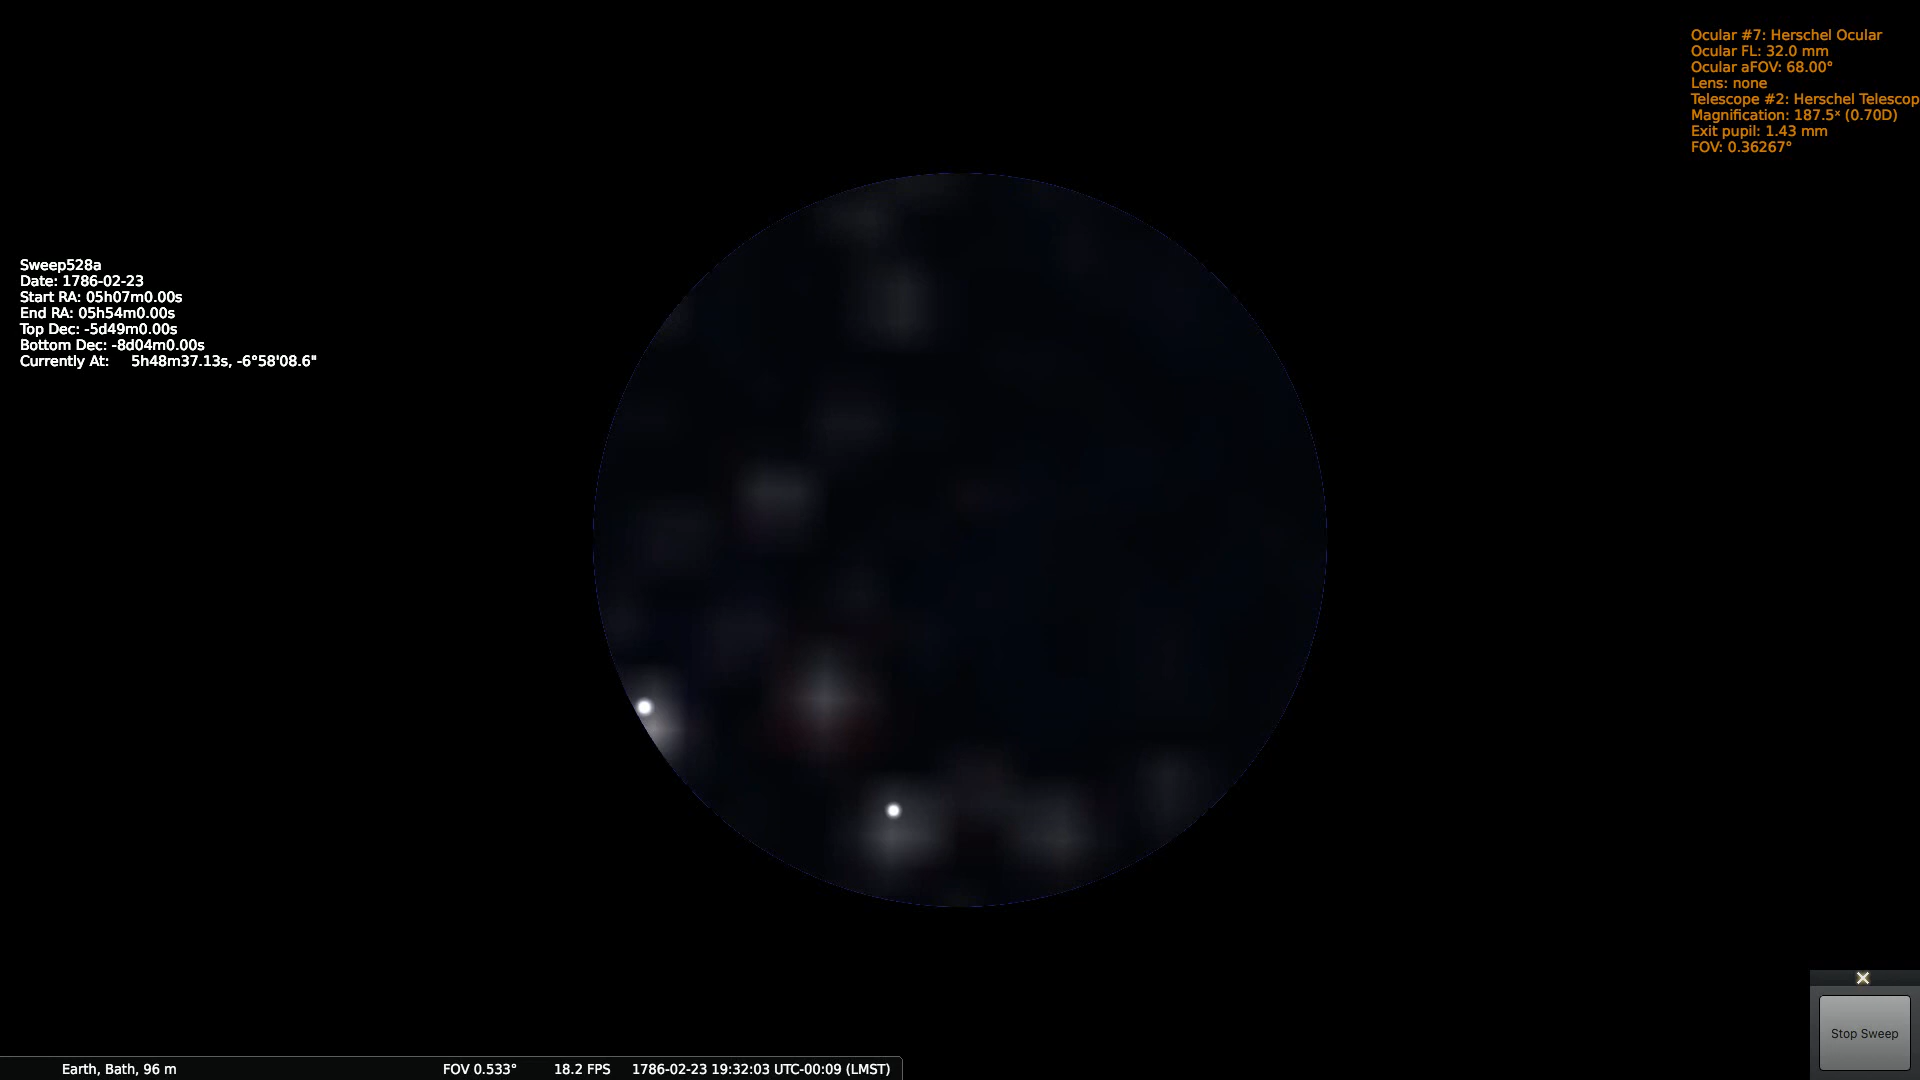 Ocular #7: Herschel Ocular
Ocular FL: 32.0 mm
Ocular aFOV: 68.00°
Lens: none
Telescope #2: Herschel Telescop
Magnification: 187.5ˣ (0.70D)
Exit pupil: 1.43 mm
FOV: 0.36267°
Sweep528a
Date: 1786-02-23
Start RA: 05h07m0.00s
End RA: 05h54m0.00s
Top Dec: -5d49m0.00s
Bottom Dec: -8d04m0.00s
Currently At: 5h48m37.13s, -6°58'08.6"
Stop Sweep
Earth, Bath, 96 m FOV 0.533° 18.2 FPS 1786-02-23 19:32:03 UTC-00:09 (LMST)